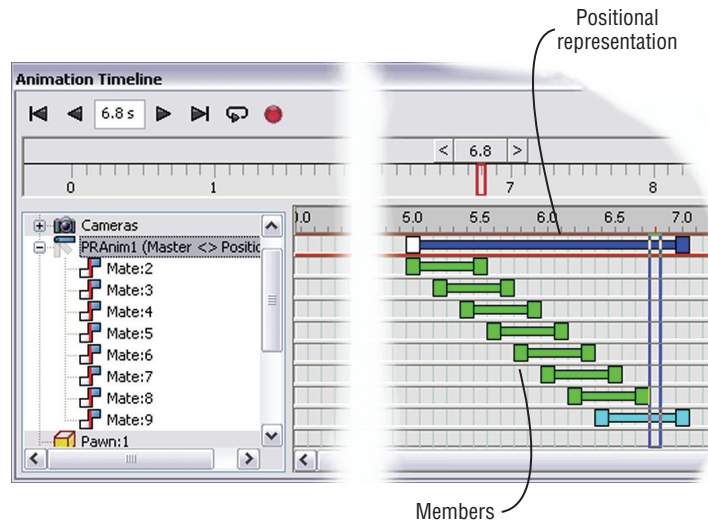 Positional
representation
Animation Timeline
6.8 s
< 6.8 >
0 1 7 8
Cameras
PRAnim1 (Master <> Positic
Mate:2
Mate:3
Mate:4
Mate:5
Mate:6
Mate:7
Mate:8
Mate:9
Pawn:1
).0 5.0 5.5 6.0 6.5 7.0
Members